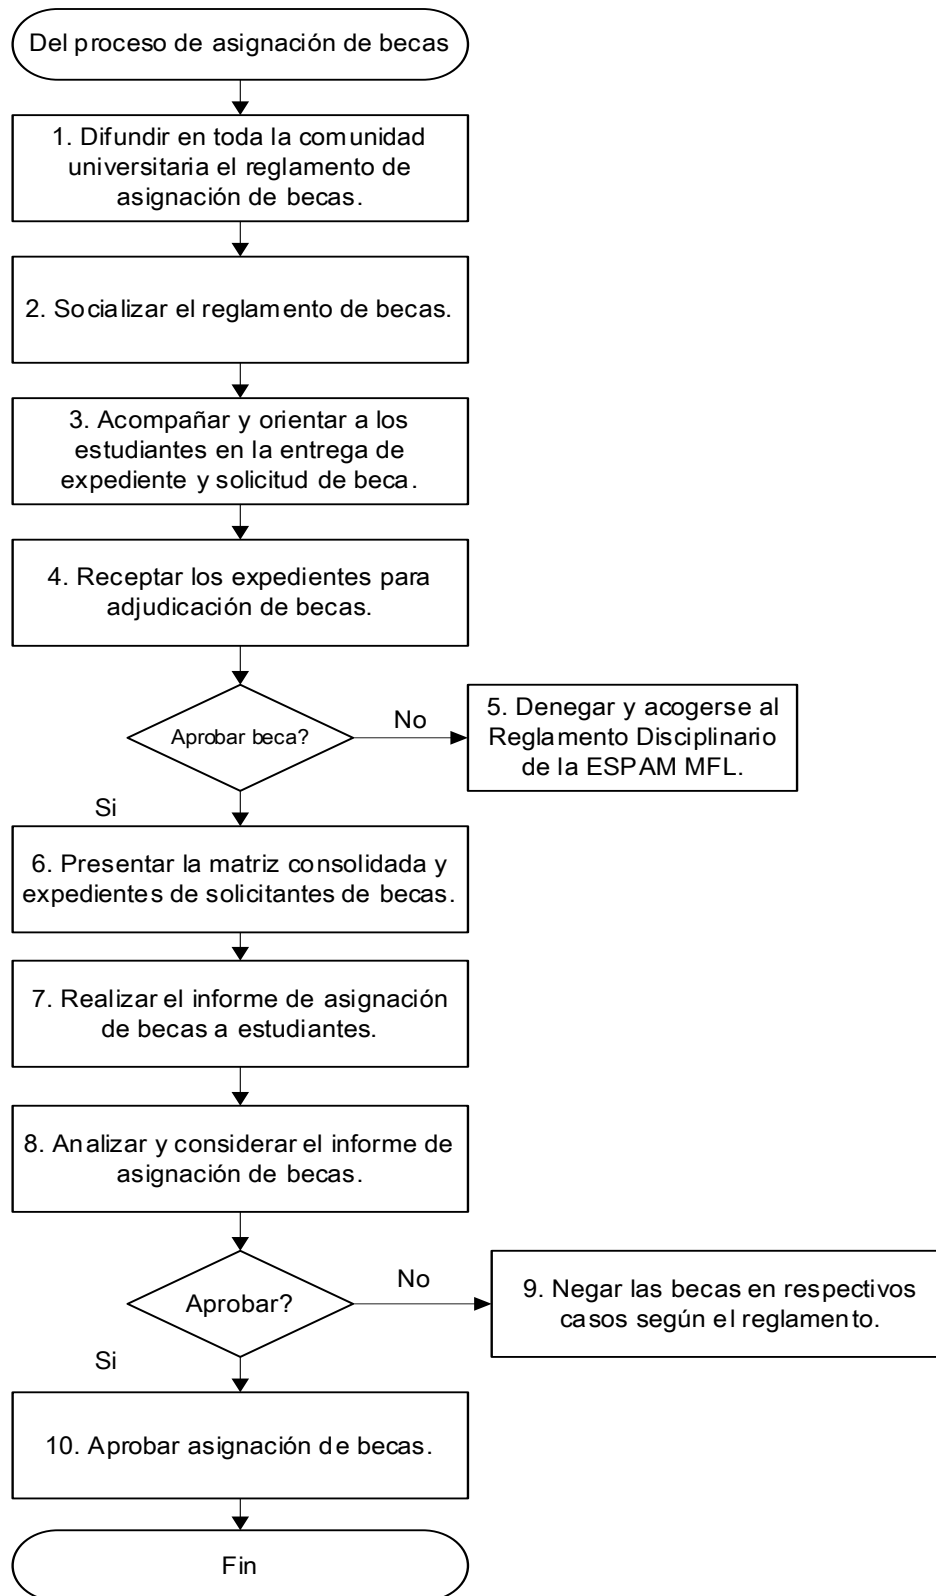 Del proceso de asignación de becas
1. Difundir en toda la comunidad
universitaria el reglamento de
asignación de becas.
2. Socializar el reglamento de becas.
3. Acompañar y orientar a los
estudiantes en la entrega de
expediente y solicitud de beca.
4. Receptar los expedientes para
adjudicación de becas.
Aprobar beca?
No
5. Denegar y acogerse al
Reglamento Disciplinario
de la ESPAM MFL.
Si
6. Presentar la matriz consolidada y
expedientes de solicitantes de becas.
7. Realizar el informe de asignación
de becas a estudiantes.
8. Analizar y considerar el informe de
asignación de becas.
Aprobar?
No
9. Negar las becas en respectivos
casos según el reglamento.
Si
10. Aprobar asignación de becas.
Fin